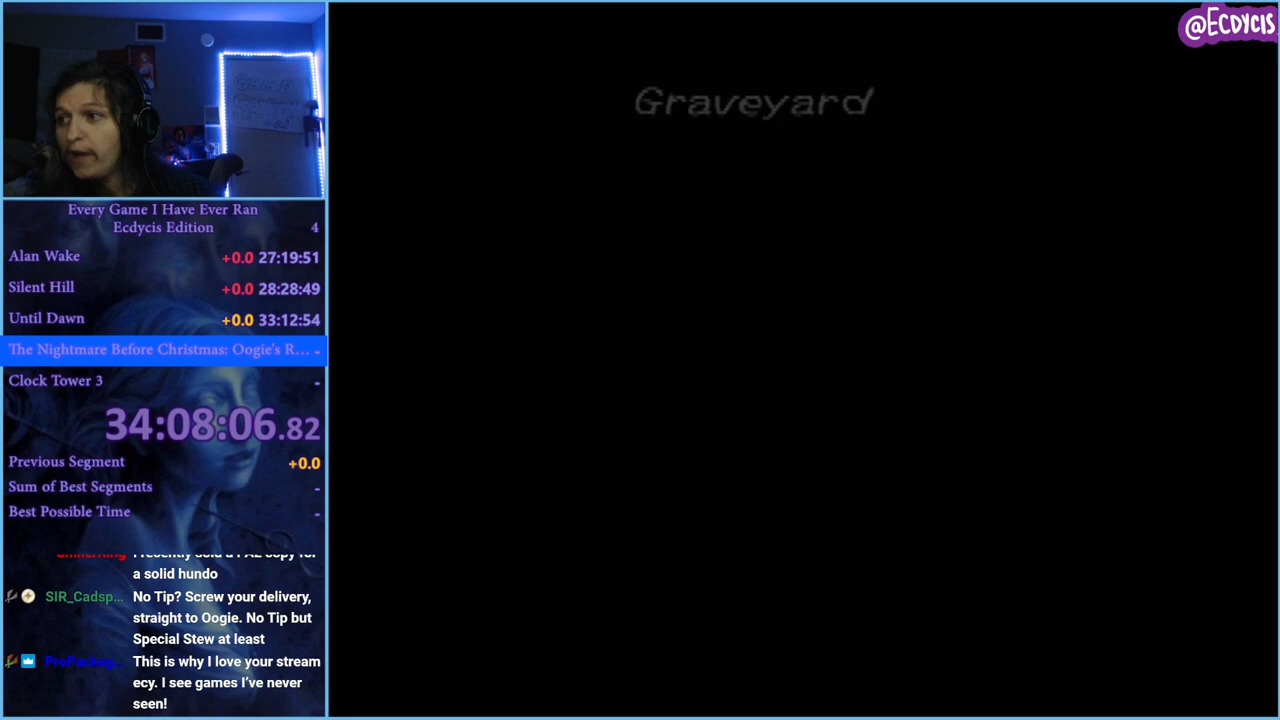 @ECDYCIS
Graveyard
GAME
Every Game I Have Ever Ran
Ecdycis Edition 4
Alan Wake +0.0 27:19:51
Silent Hill +0.0 28:28:49
Until Dawn +0.0 33:12:54
The Nightmare Before Christmas: Oogie's R... -
Clock Tower 3 -
34:08:06.82
Previous Segment +0.0
Sum of Best Segments -
Best Possible Time -
a solid hundo
SIR_Cadsp... No Tip? Screw your delivery,
straight to Oogie. No Tip but
Special Stew at least
ProPackag... This is why I love your stream
ecy. I see games I've never
seen!